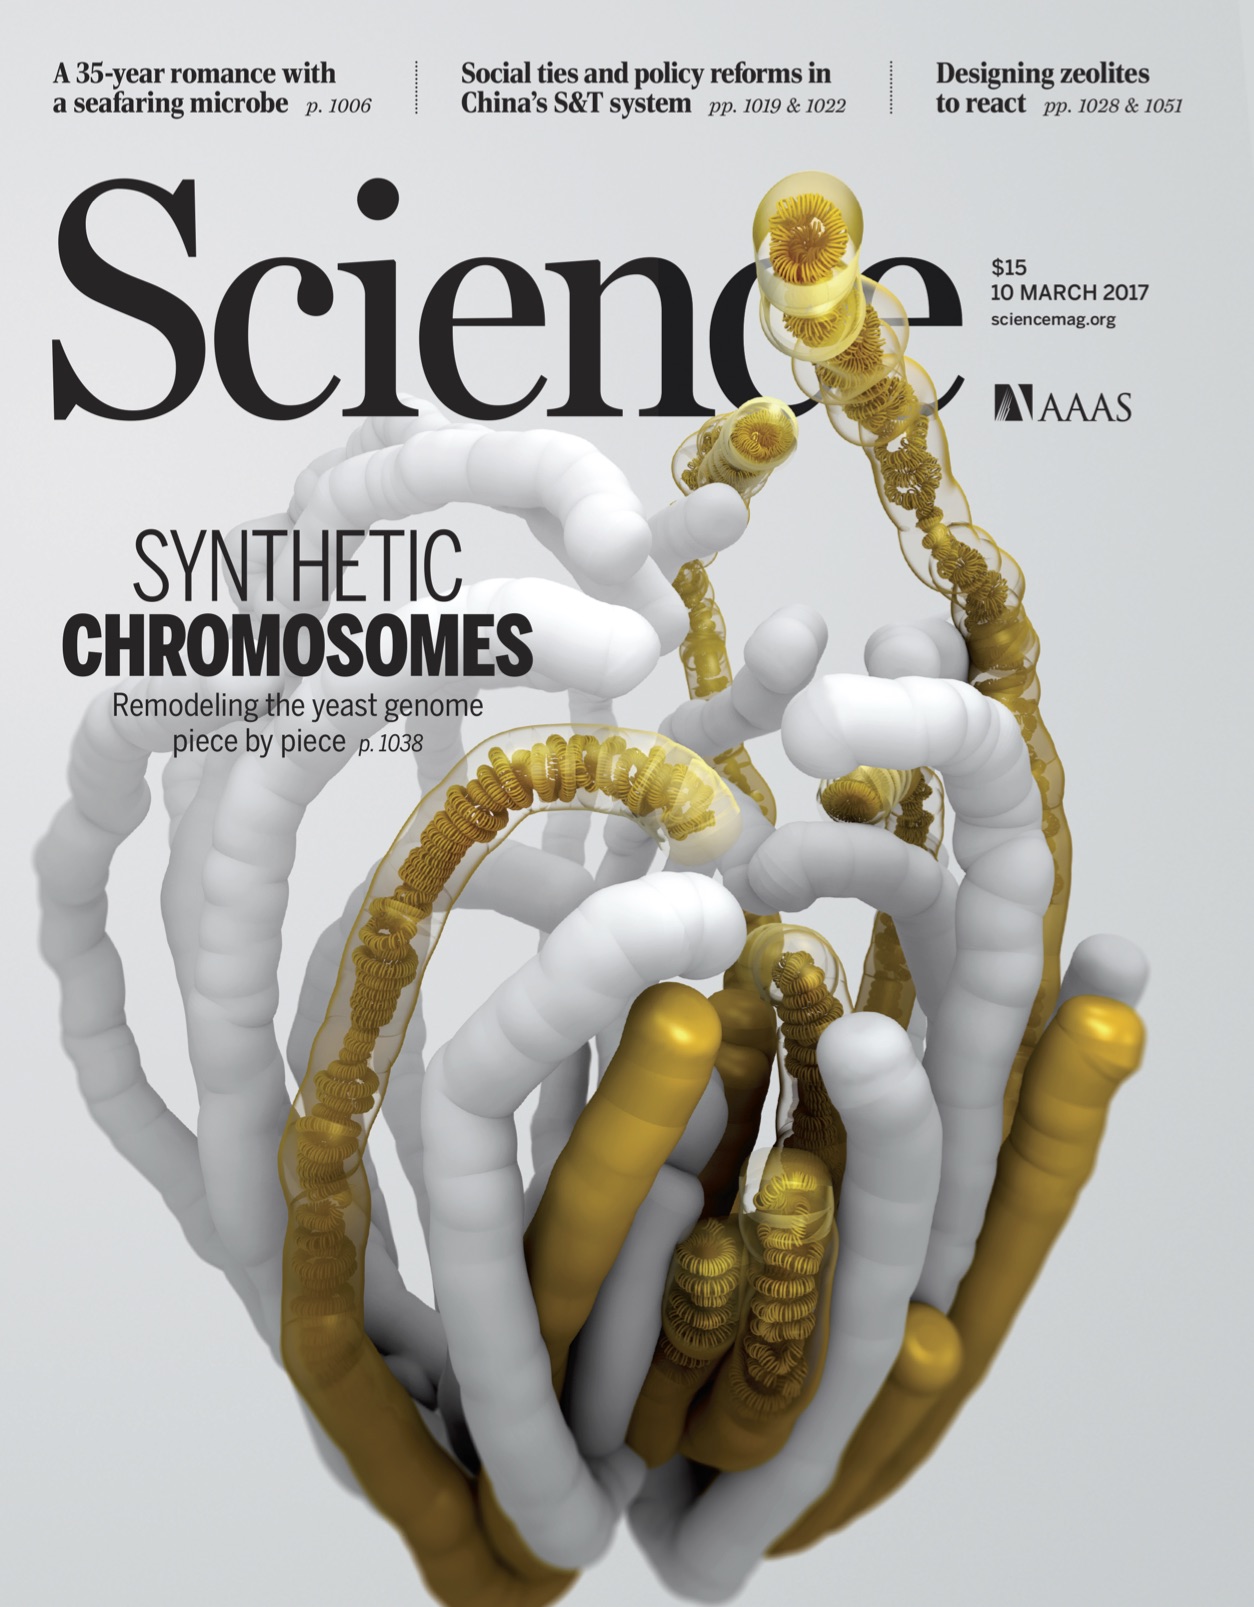 A 35-year romance with
a seafaring microbe p. 1006
Social ties and policy reforms in
China's S&T system pp. 1019 & 1022
Designing zeolites
to react pp. 1028 & 1051
Science
$15
10 MARCH 2017
sciencemag.org
AAAS
SYNTHETIC
CHROMOSOMES
Remodeling the yeast genome
piece by piece p. 1038